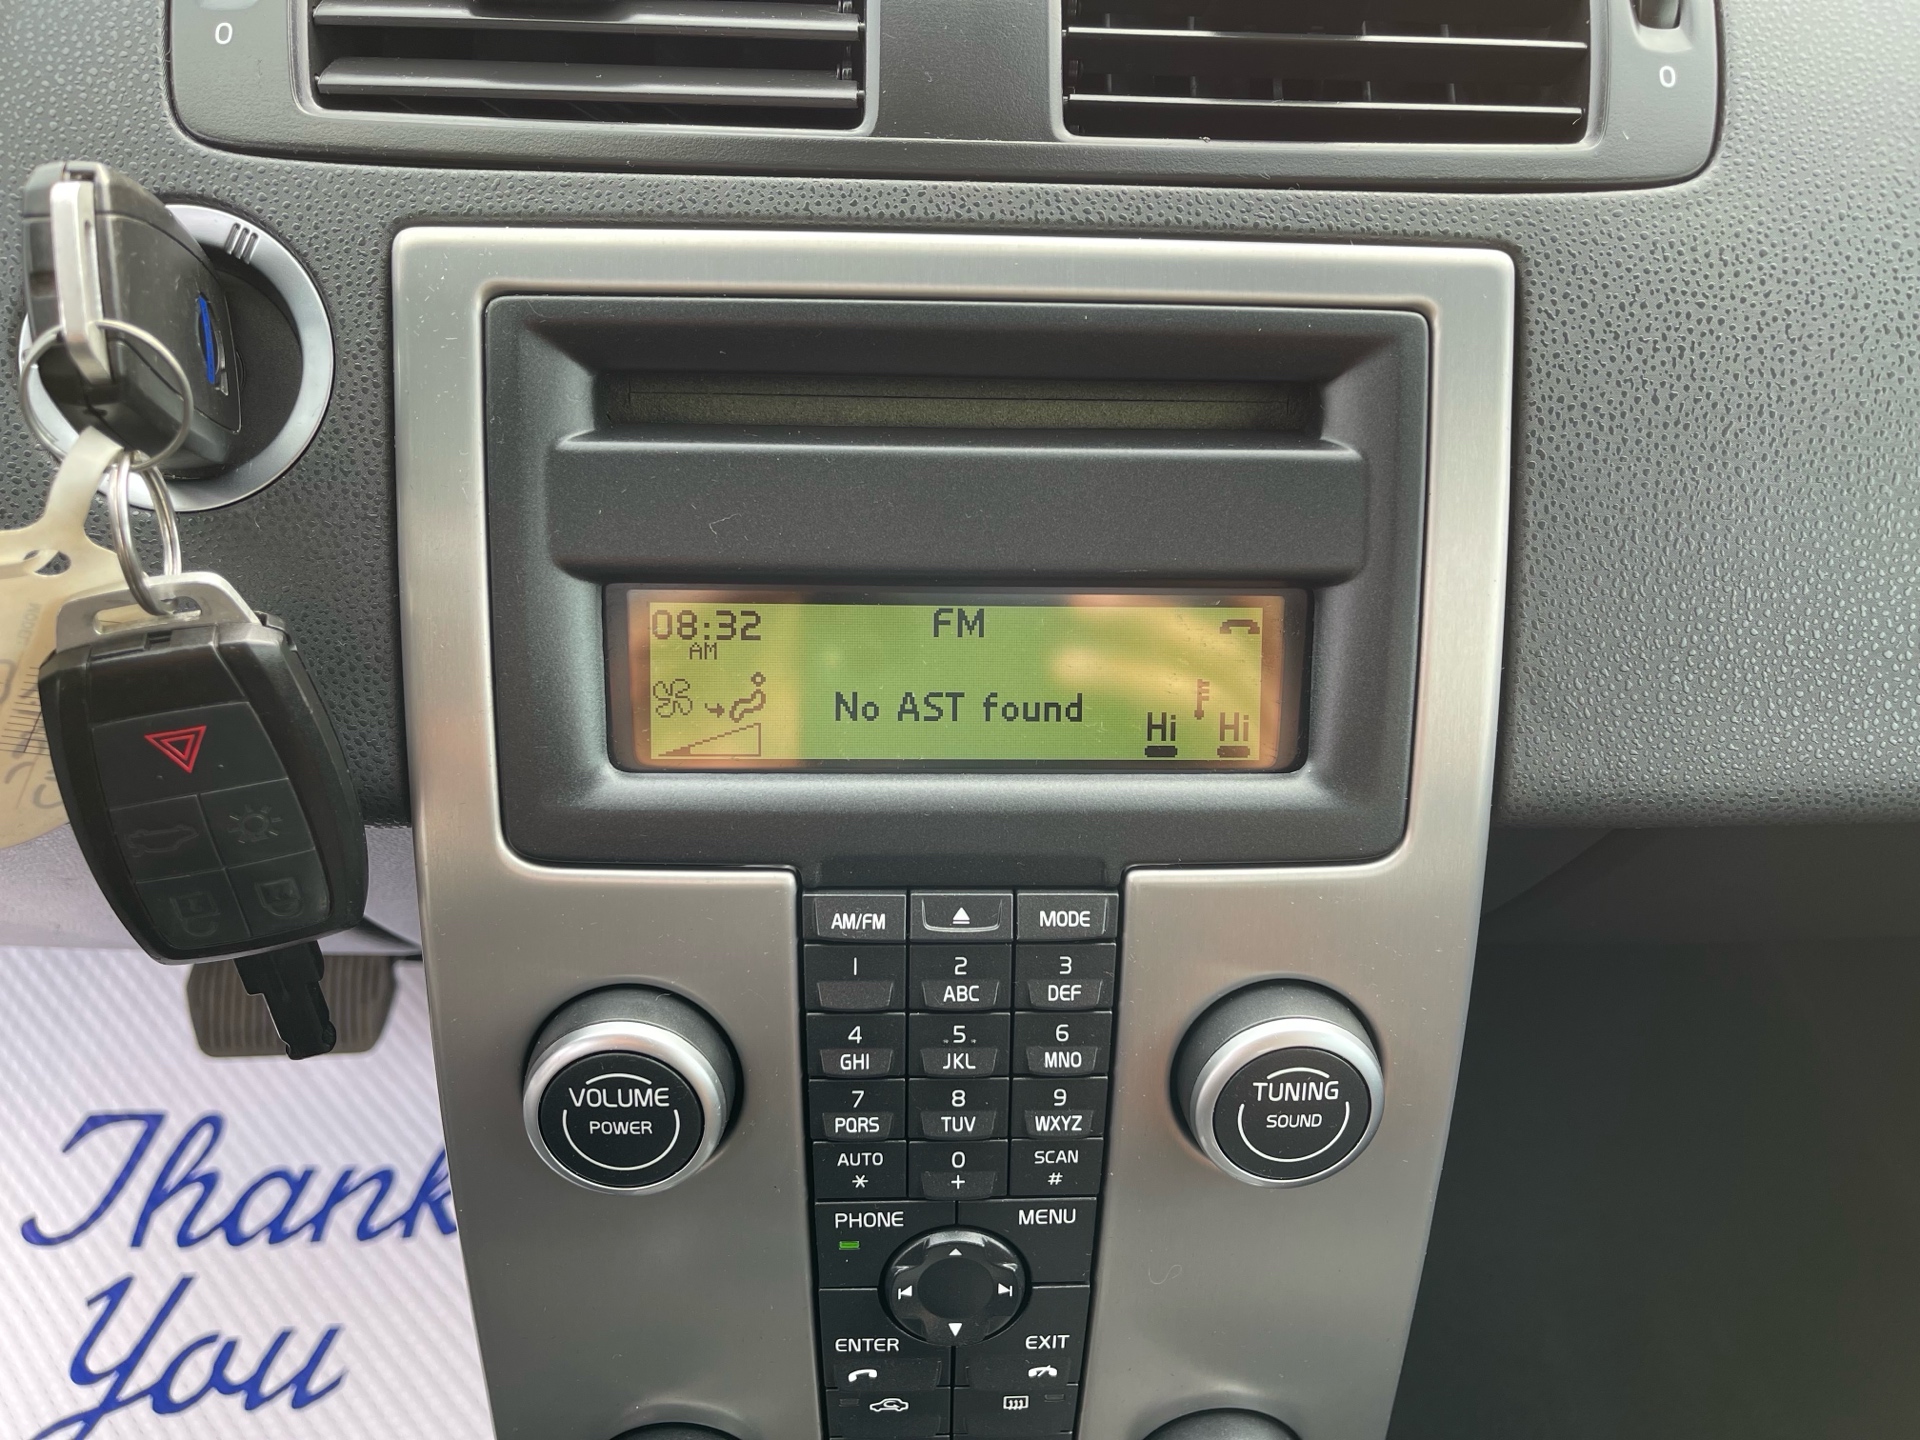 0
0
08:32
AM
FM
No AST found
Hi
Hi
AM/FM
MODE
1
2
ABC
3
DEF
4
GHI
5
JKL
6
MNO
7
PQRS
8
TUV
9
WXYZ
AUTO
*
0
+
SCAN
#
VOLUME
POWER
TUNING
SOUND
PHONE
MENU
ENTER
EXIT
Thank
You